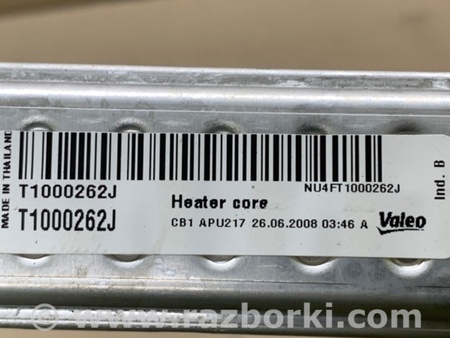 MADE IN THAILAND
T1000262J
T1000262J
Heater core
NU4FT1000262J
CB1 APU217 26.06.2008 03:46 A
Valeo
Ind. B
www.razborki.com